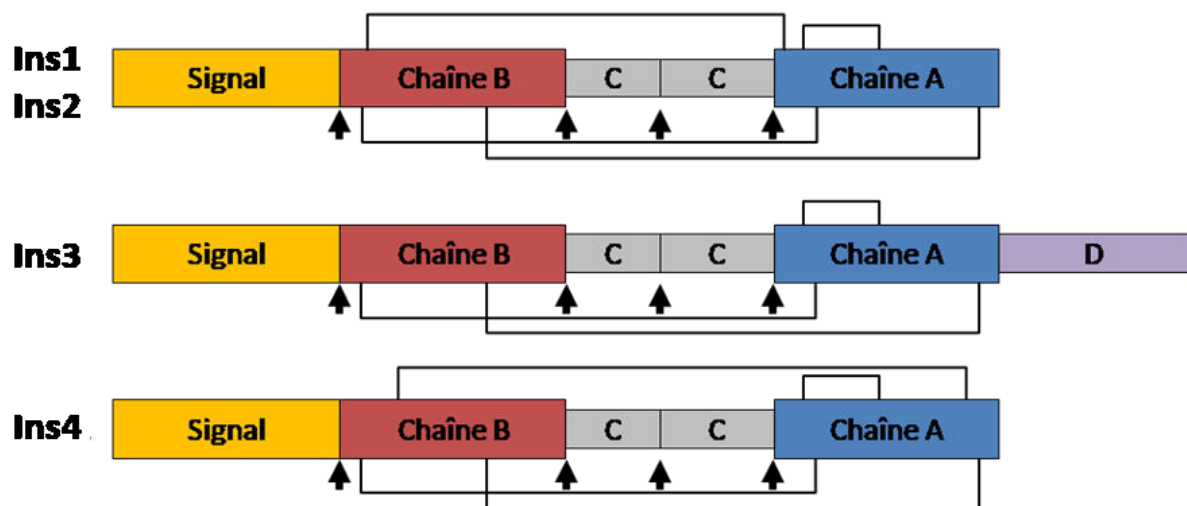 Ins1
Ins2
Signal Chaîne B C C Chaîne A
Ins3 Signal Chaîne B C C Chaîne A D
Ins4 Signal Chaîne B C C Chaîne A